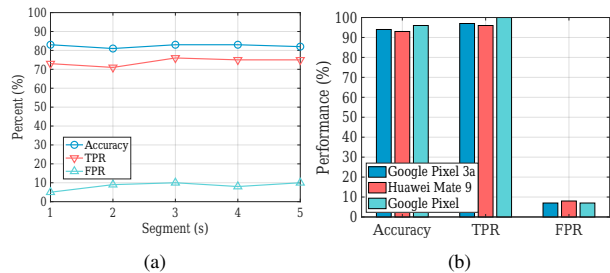 100
90
80
70
60
50
40
30
20
10
0
Percent (%)
Accuracy
TPR
FPR
1 2 3 4 5
Segment (s)
(a)
100
90
80
70
60
50
40
30
20
10
0
Performance (%)
Google Pixel 3a
Huawei Mate 9
Google Pixel
Accuracy TPR FPR
(b)